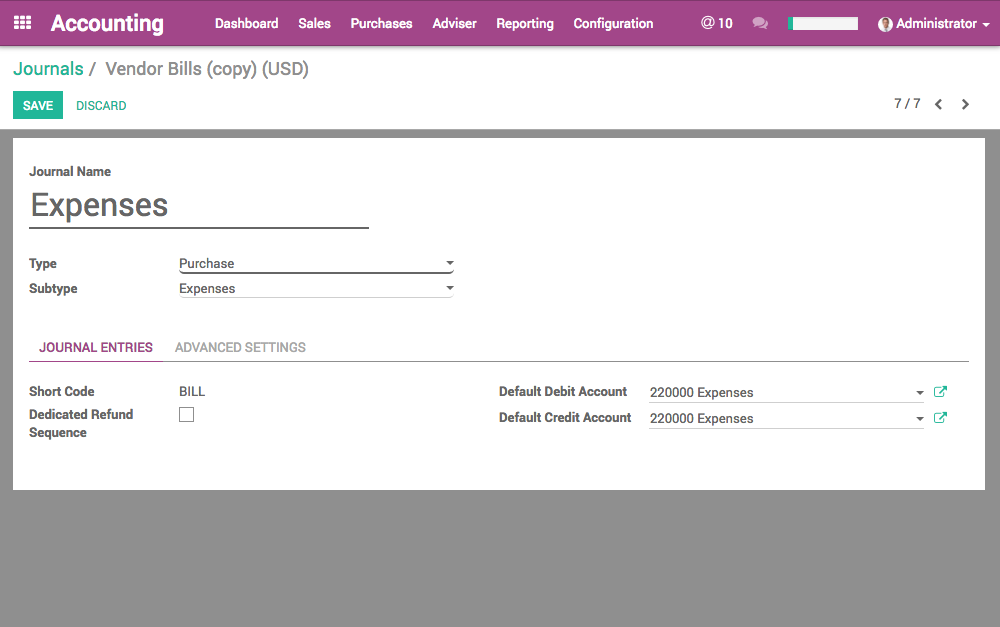 Accounting Dashboard Sales Purchases Adviser Reporting Configuration @ 10 Administrator
Journals / Vendor Bills (copy) (USD)
SAVE DISCARD 7 / 7
Journal Name
Expenses
Type Purchase
Subtype Expenses
JOURNAL ENTRIES ADVANCED SETTINGS
Short Code BILL Default Debit Account 220000 Expenses
Dedicated Refund Sequence Default Credit Account 220000 Expenses